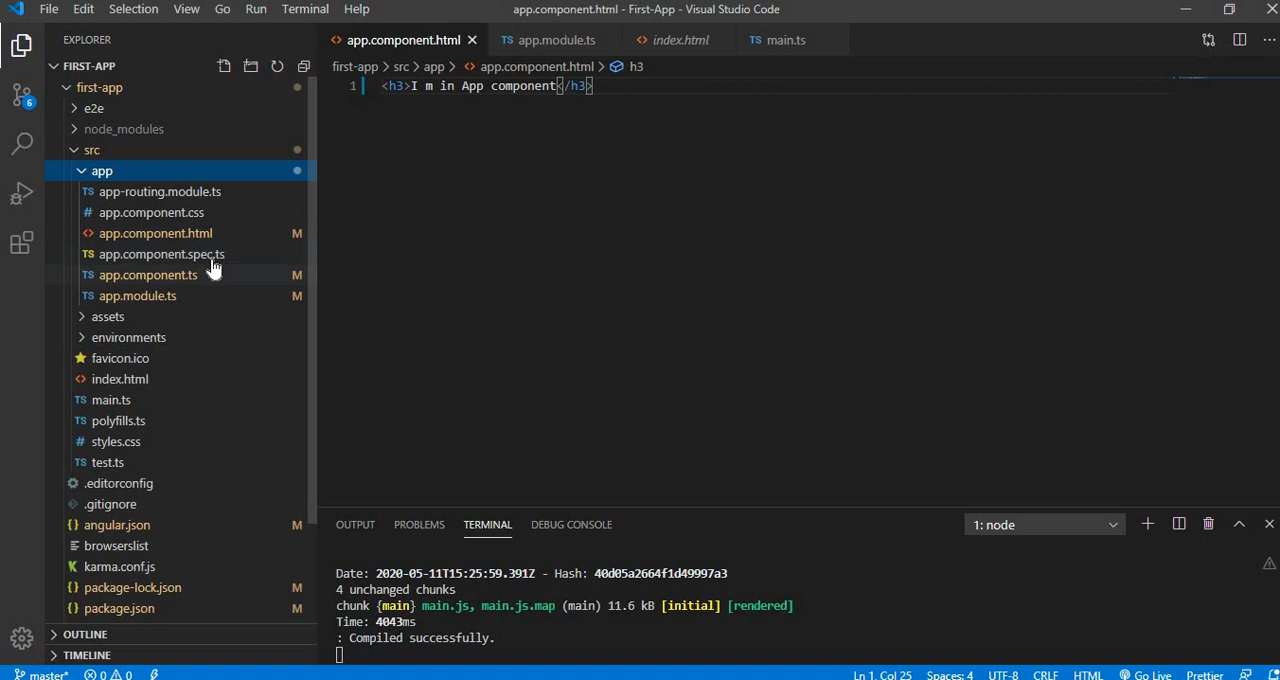 File Edit Selection View Go Run Terminal Help app.component.html - First-App - Visual Studio Code
EXPLORER
FIRST-APP
first-app
e2e
node_modules
src
app
app-routing.module.ts
app.component.css
app.component.html M
app.component.spec.ts
app.component.ts M
app.module.ts M
assets
environments
favicon.ico
index.html
main.ts
polyfills.ts
styles.css
test.ts
.editorconfig
.gitignore
angular.json M
browserslist
karma.conf.js
package-lock.json M
package.json M
OUTLINE
TIMELINE
6
app.component.html app.module.ts index.html main.ts
first-app > src > app > app.component.html > h3
1 <h3>I m in App component</h3>
OUTPUT PROBLEMS TERMINAL DEBUG CONSOLE 1: node
Date: 2020-05-11T15:25:59.391Z - Hash: 40d05a2664f1d49997a3
4 unchanged chunks
chunk {main} main.js, main.js.map (main) 11.6 kB [initial] [rendered]
Time: 4043ms
: Compiled successfully.
master* 0 0 Ln 1, Col 25 Spaces: 4 UTF-8 CRLF HTML Go Live Prettier